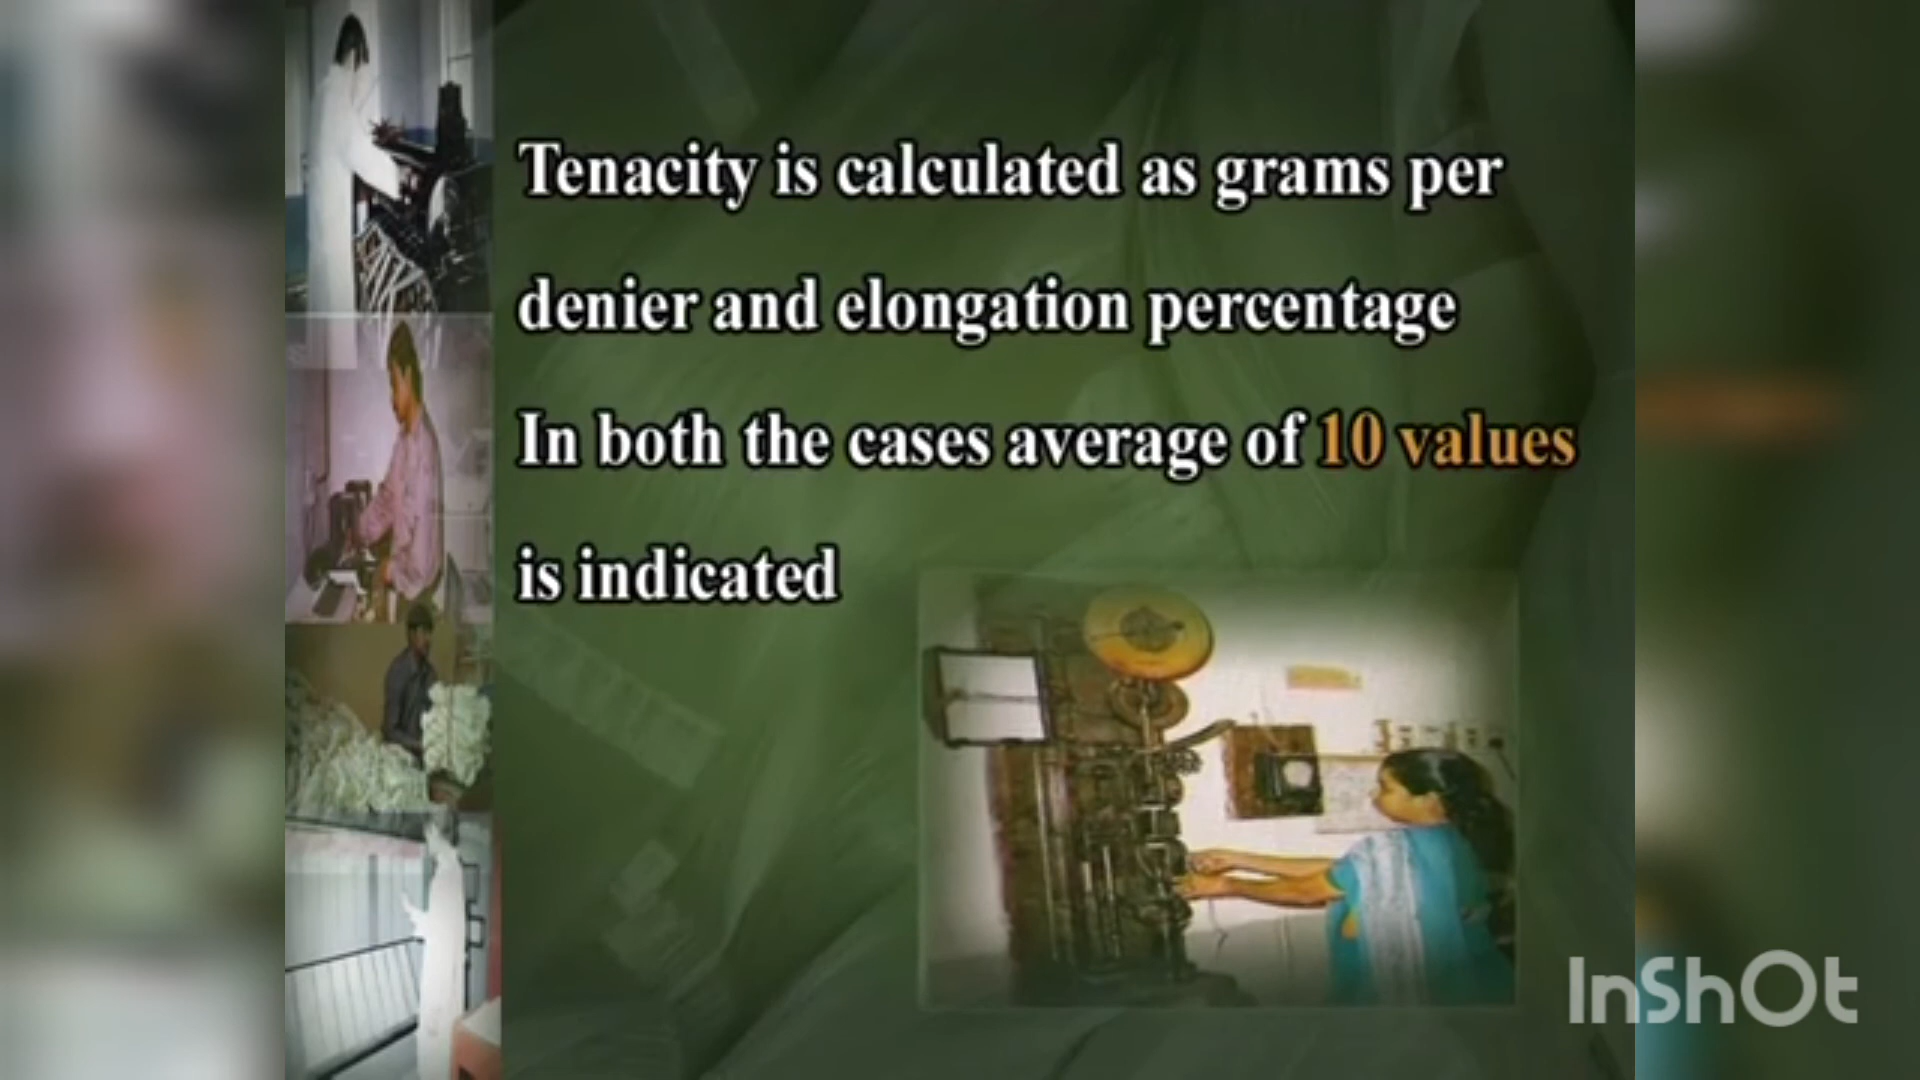 Tenacity is calculated as grams per
denier and elongation percentage
In both the cases average of 10 values
is indicated
InShOt